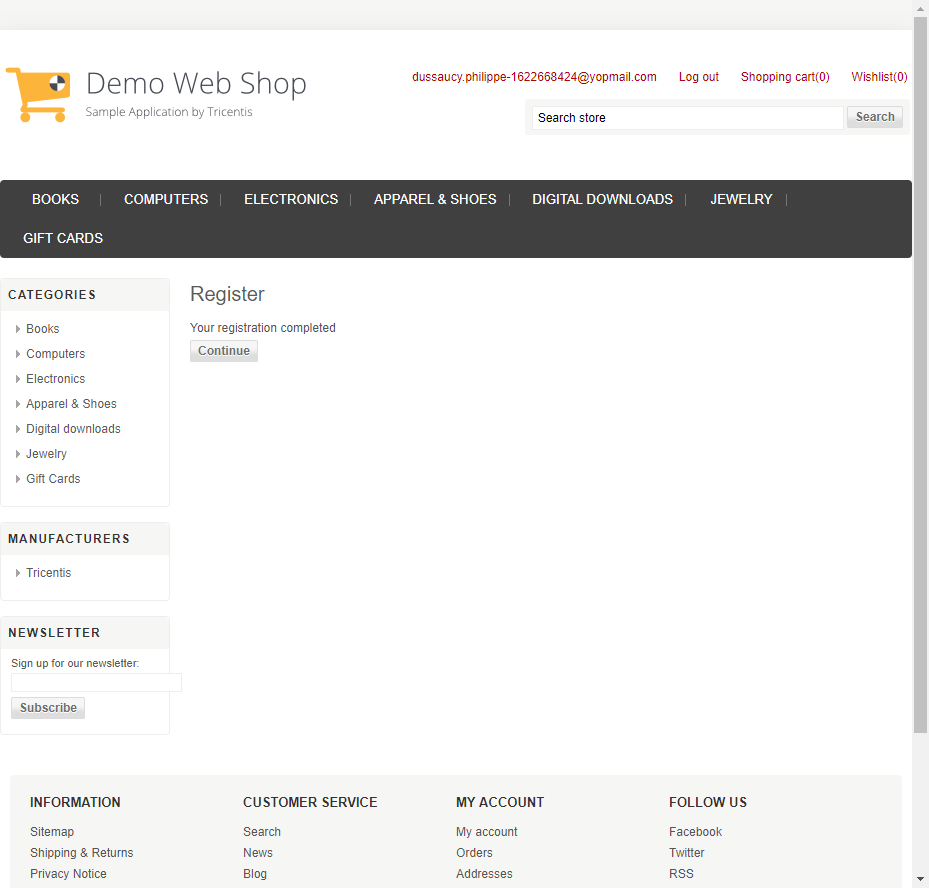 Demo Web Shop
Sample Application by Tricentis
dussaucy.philippe-1622668424@yopmail.com Log out Shopping cart(0) Wishlist(0)
Search store Search
BOOKS COMPUTERS ELECTRONICS APPAREL & SHOES DIGITAL DOWNLOADS JEWELRY
GIFT CARDS
CATEGORIES
Books
Computers
Electronics
Apparel & Shoes
Digital downloads
Jewelry
Gift Cards
MANUFACTURERS
Tricentis
NEWSLETTER
Sign up for our newsletter:
Subscribe
Register
Your registration completed
Continue
INFORMATION
Sitemap
Shipping & Returns
Privacy Notice
CUSTOMER SERVICE
Search
News
Blog
MY ACCOUNT
My account
Orders
Addresses
FOLLOW US
Facebook
Twitter
RSS